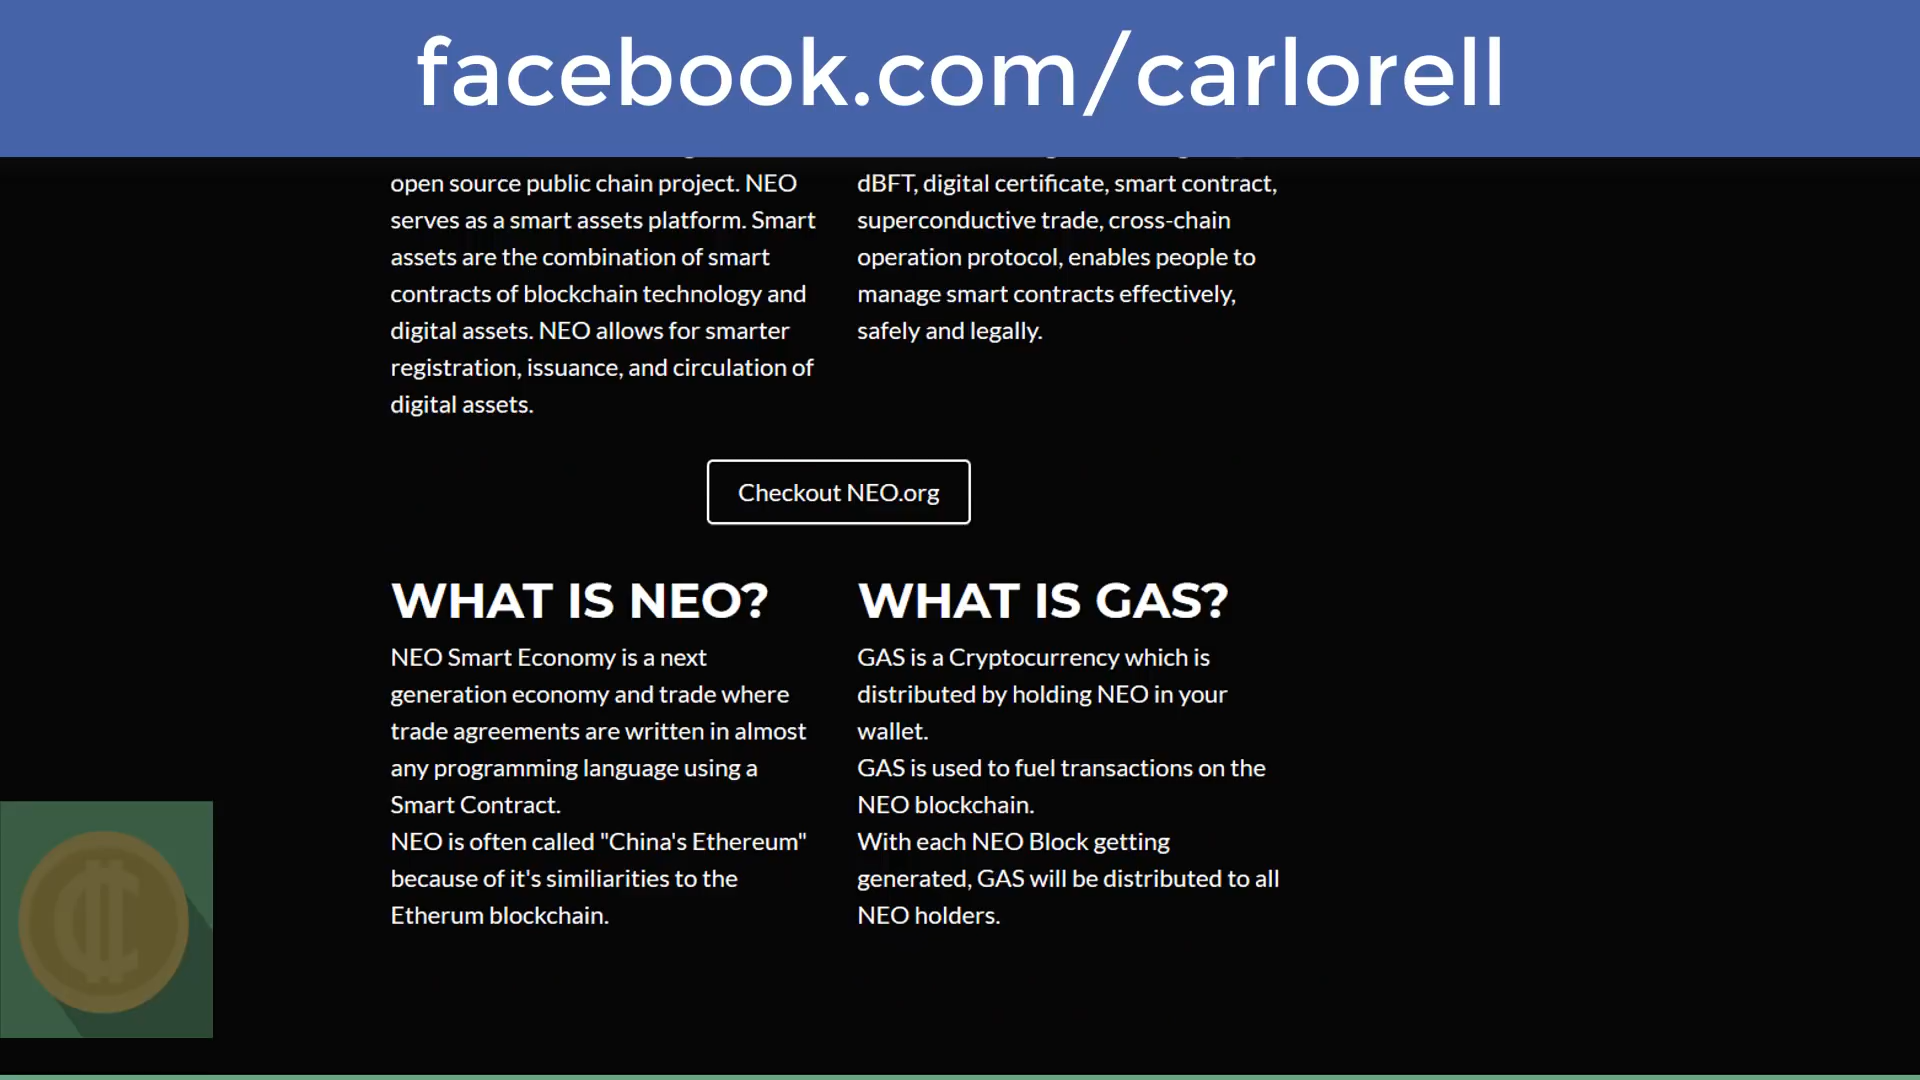 facebook.com/carlorell
open source public chain project. NEO
serves as a smart assets platform. Smart
assets are the combination of smart
contracts of blockchain technology and
digital assets. NEO allows for smarter
registration, issuance, and circulation of
digital assets.
dBFT, digital certificate, smart contract,
superconductive trade, cross-chain
operation protocol, enables people to
manage smart contracts effectively,
safely and legally.
Checkout NEO.org
WHAT IS NEO?
NEO Smart Economy is a next
generation economy and trade where
trade agreements are written in almost
any programming language using a
Smart Contract.
NEO is often called "China's Ethereum"
because of it's similiarities to the
Etherum blockchain.
WHAT IS GAS?
GAS is a Cryptocurrency which is
distributed by holding NEO in your
wallet.
GAS is used to fuel transactions on the
NEO blockchain.
With each NEO Block getting
generated, GAS will be distributed to all
NEO holders.